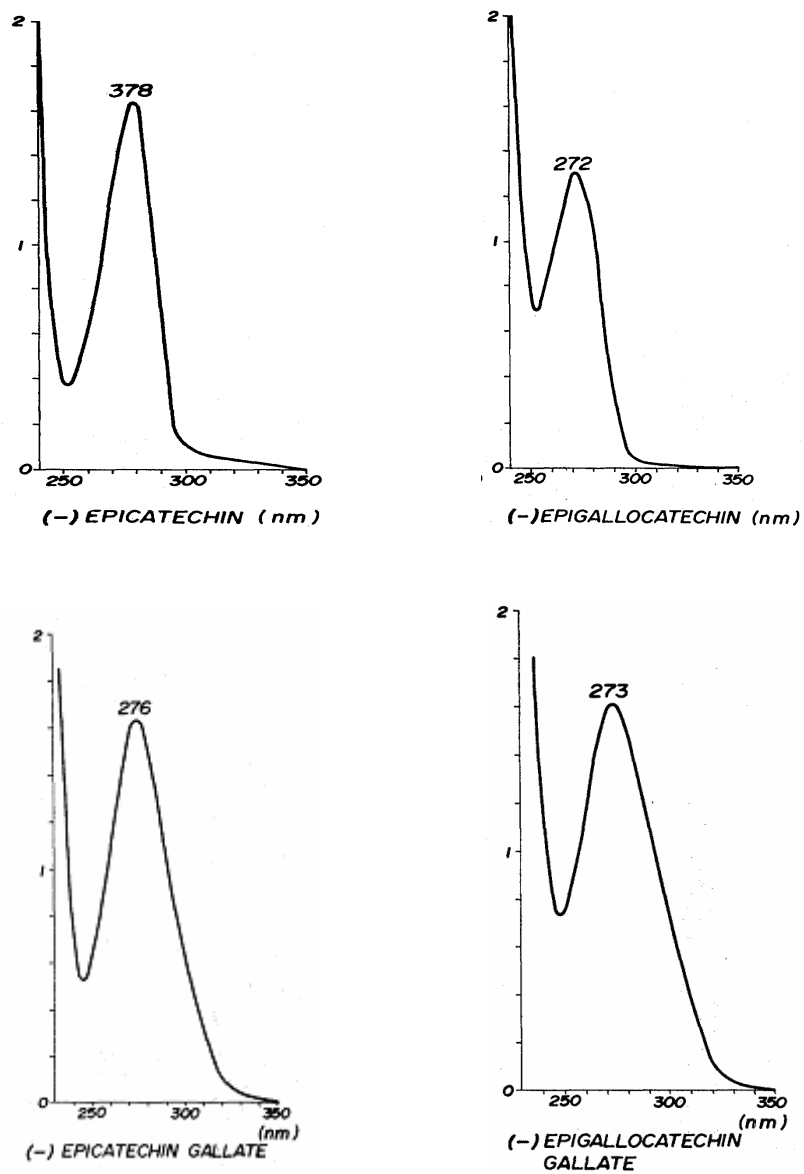 2
378
1
0
250 300 350
(-) EPICATECHIN (nm)
2
272
1
0
250 300 350
(-) EPIGALLOCATECHIN (nm)
2
276
1
0
250 300 350
(nm)
(-) EPICATECHIN GALLATE
2
273
1
0
250 300 350
(nm)
(-) EPIGALLOCATECHIN
GALLATE